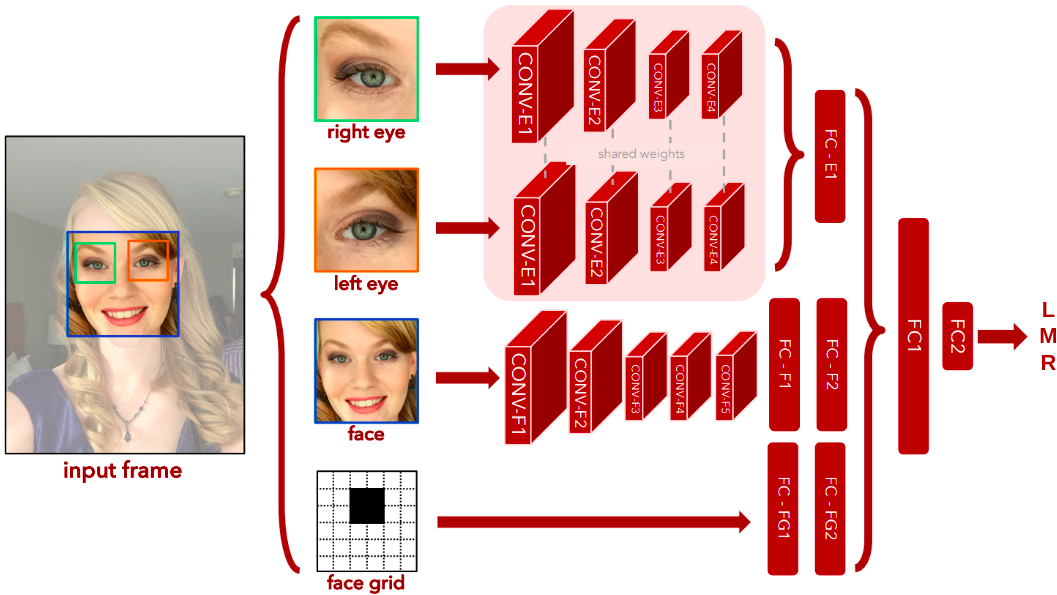 right eye
CONV-E1
CONV-E2
CONV-E3
CONV-E4
shared weights
left eye
CONV-E1
CONV-E2
CONV-E3
CONV-E4
FC - E1
face
CONV-F1
CONV-F2
CONV-F3
CONV-F4
CONV-F5
FC - F1
FC - F2
input frame
face grid
FC - FG1
FC - FG2
FC1
FC2
L
M
R